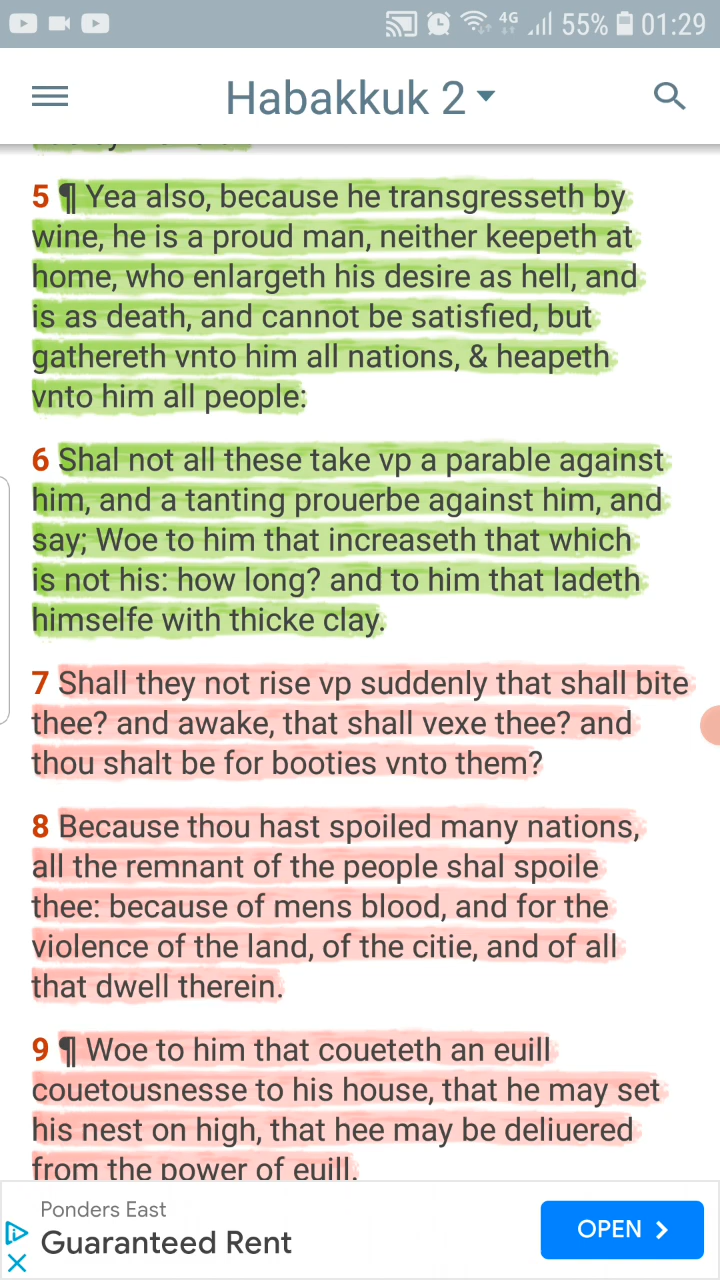 4G 55% 01:29
Habakkuk 2
5 ¶ Yea also, because he transgresseth by
wine, he is a proud man, neither keepeth at
home, who enlargeth his desire as hell, and
is as death, and cannot be satisfied, but
gathereth vnto him all nations, & heapeth
vnto him all people:
6 Shal not all these take vp a parable against
him, and a tanting prouerbe against him, and
say; Woe to him that increaseth that which
is not his: how long? and to him that ladeth
himselfe with thicke clay.
7 Shall they not rise vp suddenly that shall bite
thee? and awake, that shall vexe thee? and
thou shalt be for booties vnto them?
8 Because thou hast spoiled many nations,
all the remnant of the people shal spoile
thee: because of mens blood, and for the
violence of the land, of the citie, and of all
that dwell therein.
9 ¶ Woe to him that coueteth an euill
couetousnesse to his house, that he may set
his nest on high, that hee may be deliuered
from the power of euill.
Ponders East
Guaranteed Rent
OPEN